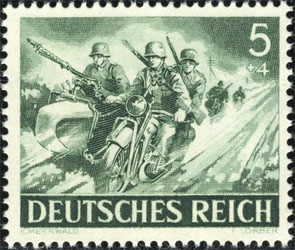 5
+4
DEUTSCHES REICH
E.MEERWALD F.LORBER